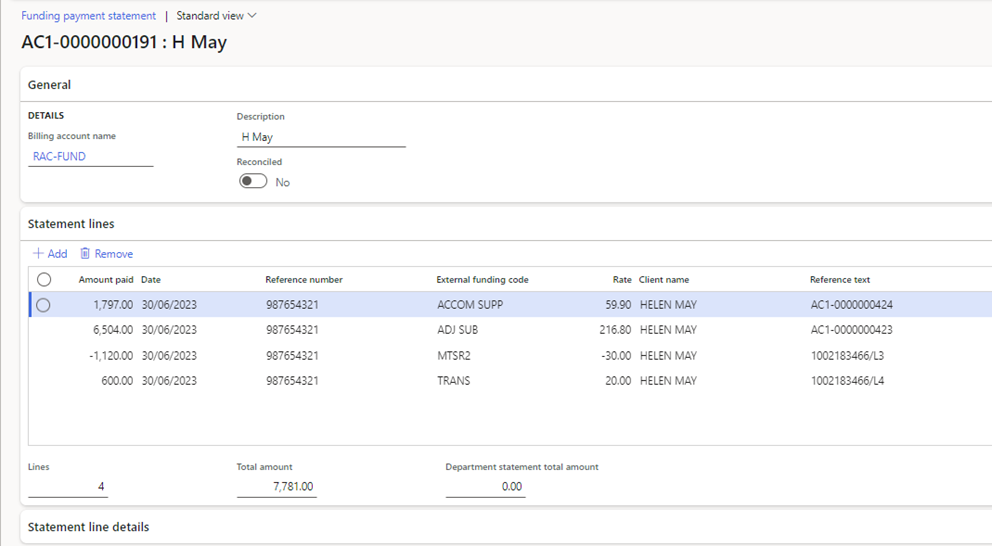 Funding payment statement | Standard view
AC1-0000000191 : H May
General
DETAILS
Billing account name
RAC-FUND
Description
H May
Reconciled
No
Statement lines
Add Remove
Amount paid Date Reference number External funding code Rate Client name Reference text
1,797.00 30/06/2023 987654321 ACCOM SUPP 59.90 HELEN MAY AC1-0000000424
6,504.00 30/06/2023 987654321 ADJ SUB 216.80 HELEN MAY AC1-0000000423
-1,120.00 30/06/2023 987654321 MTSR2 -30.00 HELEN MAY 1002183466/L3
600.00 30/06/2023 987654321 TRANS 20.00 HELEN MAY 1002183466/L4
Lines Total amount Department statement total amount
4 7,781.00 0.00
Statement line details